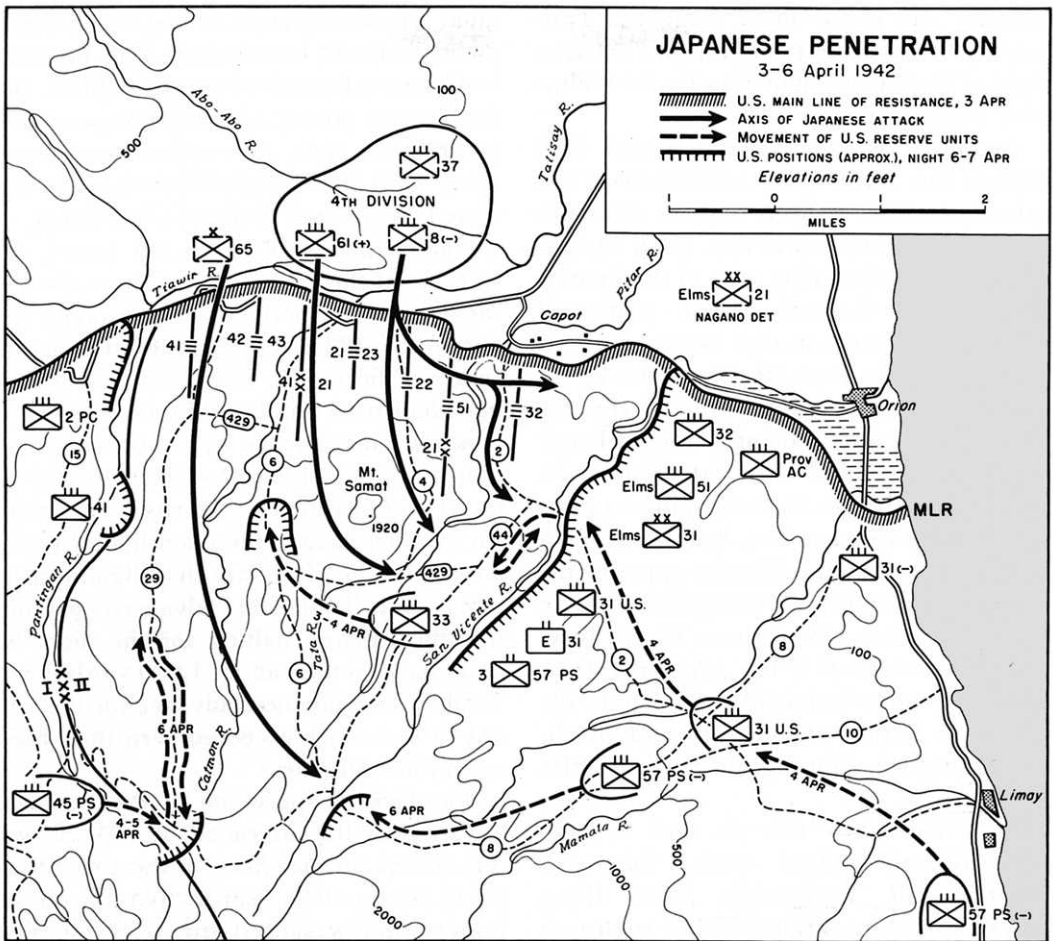 JAPANESE PENETRATION
3-6 April 1942
U.S. MAIN LINE OF RESISTANCE, 3 APR
Axis of Japanese attack
Movement of U.S. reserve units
U.S. positions (approx.), night 6-7 Apr
Elevations in feet
1 0 1 2
MILES
Abo-Abo R.
100
500
Talisay R.
37
4TH DIVISION
65
61(+)
8(-)
Tiawir R.
Pilar R.
XX
Elms 21
NAGANO DET
Capot
41
42 43
21 23
22
51
32
41 XX 21
21 XX
Orion
2 PC
429
15
6
2
4
32
Prov AC
Mt. Samat
1920
Elms 51
41
XX
Elms 31
MLR
44
429
Pantingan R.
29
3-4 APR
33
San Vicente R.
31 U.S.
31(-)
Pala R.
E 31
8
100
2
4 APR
3 57 PS
6
I XXX II
6 APR
Catmon R.
31 U.S.
10
45 PS (-)
4-5 APR
6 APR
57 PS(-)
4 APR
Limay
Mamala R.
8
500
1000
2000
57 PS(-)